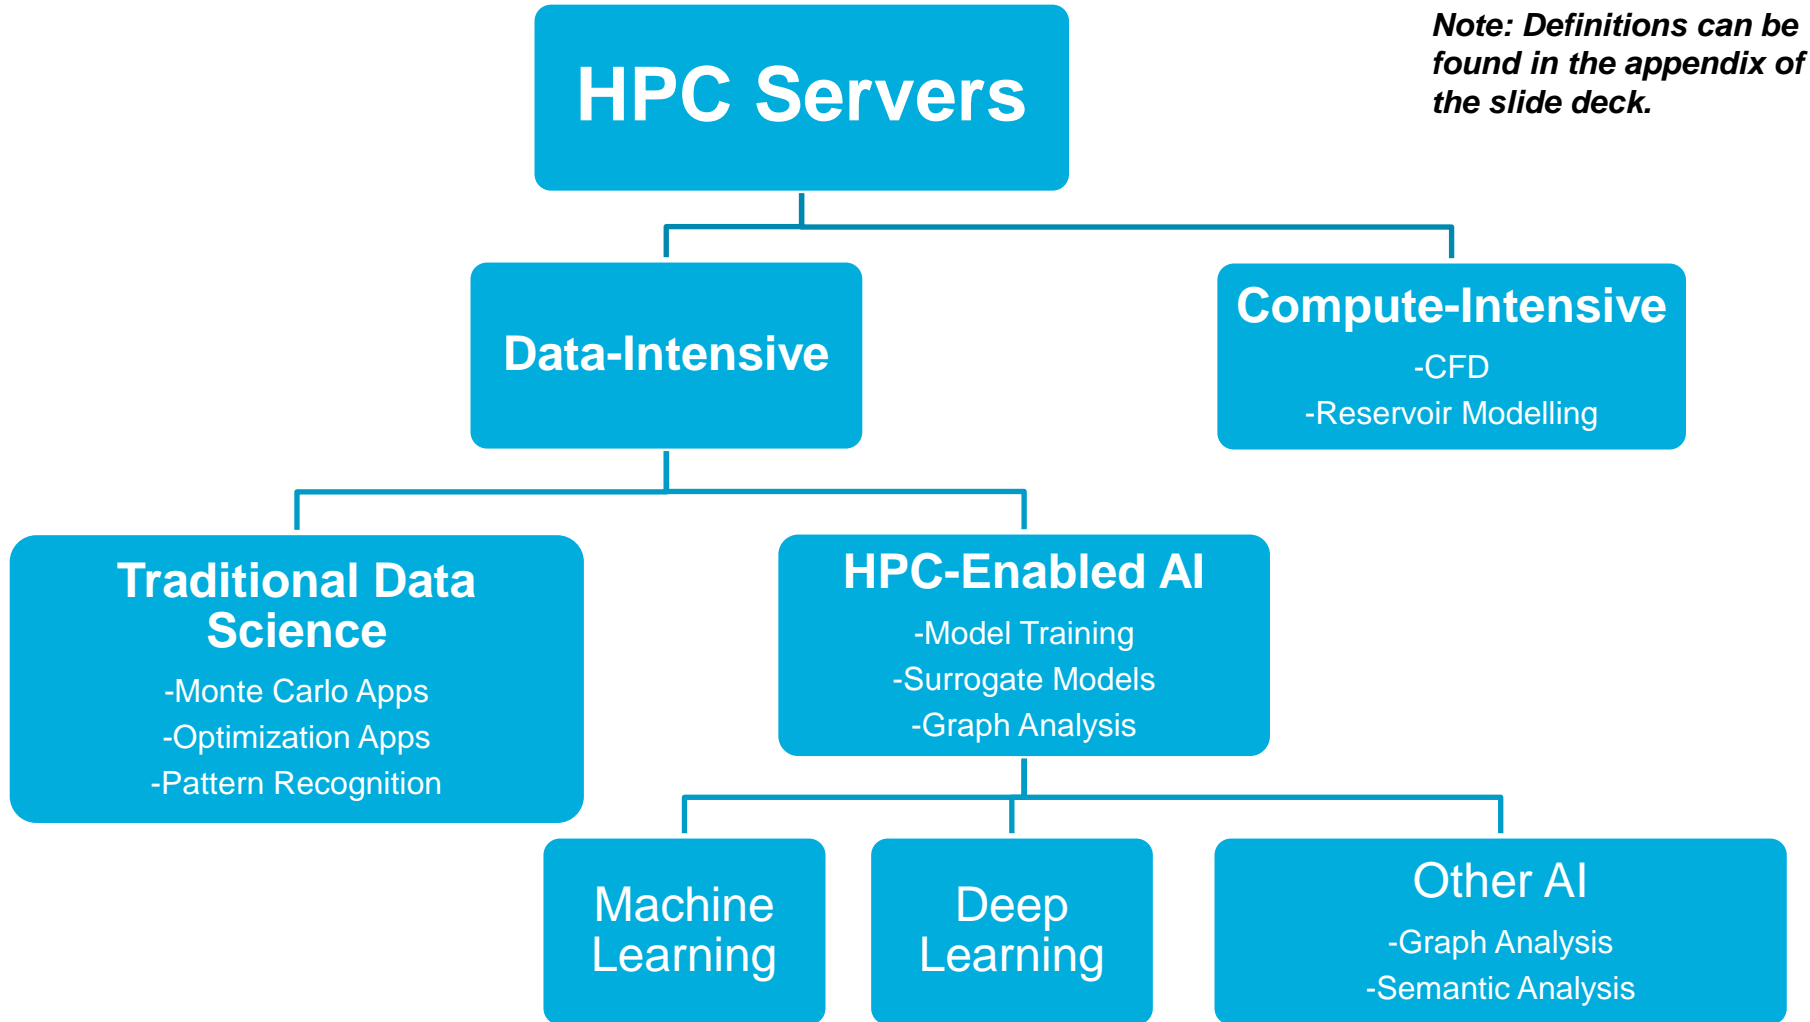 HPC Servers
Note: Definitions can be
found in the appendix of
the slide deck.
Data-Intensive
Compute-Intensive
-CFD
-Reservoir Modelling
Traditional Data
Science
-Monte Carlo Apps
-Optimization Apps
-Pattern Recognition
HPC-Enabled AI
-Model Training
-Surrogate Models
-Graph Analysis
Machine
Learning
Deep
Learning
Other AI
-Graph Analysis
-Semantic Analysis